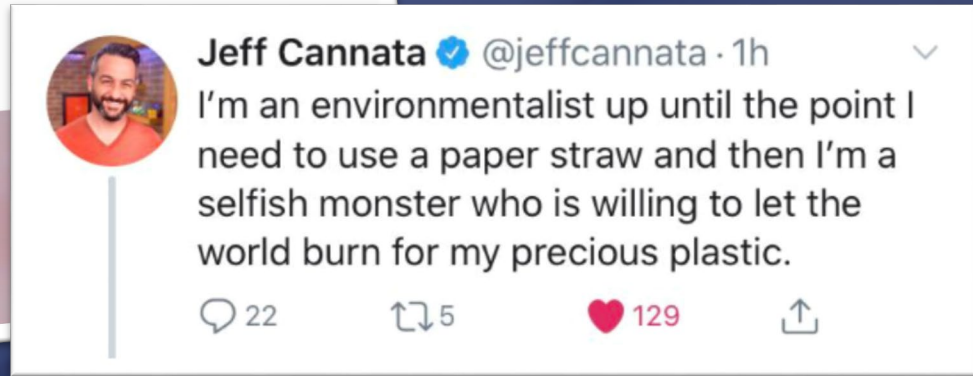 Jeff Cannata @jeffcannata · 1h
I'm an environmentalist up until the point I
need to use a paper straw and then I'm a
selfish monster who is willing to let the
world burn for my precious plastic.
22 5 129